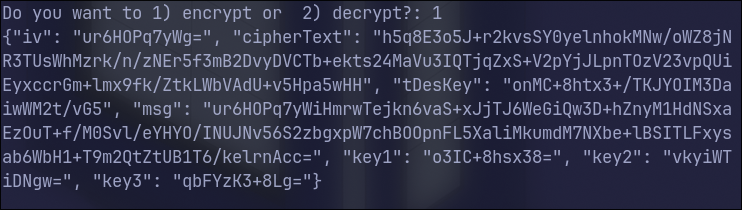 Do you want to 1) encrypt or  2) decrypt?: 1
{"iv": "ur6HOPq7yWg=", "cipherText": "h5q8E3o5J+r2kvsSY0yelnhokMNw/oWZ8jN
R3TUsWhMzrk/n/zNEr5f3mB2DvyDVCTb+ekts24MaVu3IQTjqZxS+V2pYjJLpnTOzV23vpQUi
EyxccrGm+lmx9fk/ZtkLWbVAdU+v5Hpa5wHH", "tDesKey": "onMC+8htx3+/TKJYOIM3Da
iwWM2t/vG5", "msg": "ur6HOPq7yWiHmrwTejkn6vaS+xJjTJ6WeGiQw3D+hZnyM1HdNSxa
EzOuT+f/M0Svl/eYHYO/INUJNv56S2zbgxpW7chBOOpnFL5XaliMkumdM7NXbe+lBSITLFxys
ab6WbH1+T9m2QtZtUB1T6/kelrnAcc=", "key1": "o3IC+8hsx38=", "key2": "vkyiWT
iDNgw=", "key3": "qbFYzK3+8Lg="}